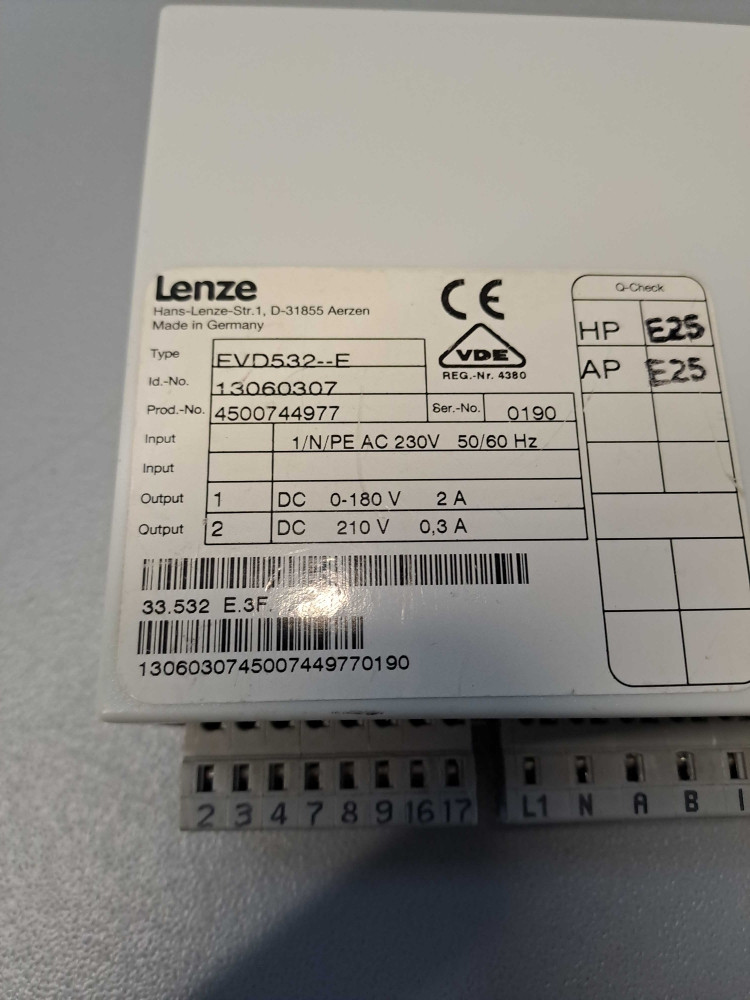 Lenze
Hans-Lenze-Str.1, D-31855 Aerzen
Made in Germany
CE
VDE
REG.-Nr. 4380
Q-Check
HP E25
AP E25
Type EVD532--E
Id.-No. 13060307
Prod.-No. 4500744977 Ser.-No. 0190
Input 1/N/PE AC 230V 50/60 Hz
Input
Output 1 DC 0-180 V 2 A
Output 2 DC 210 V 0,3 A
33.532 E.3F.
1306030745007449770190
2 3 4 7 8 9 16 17 L1 N A B